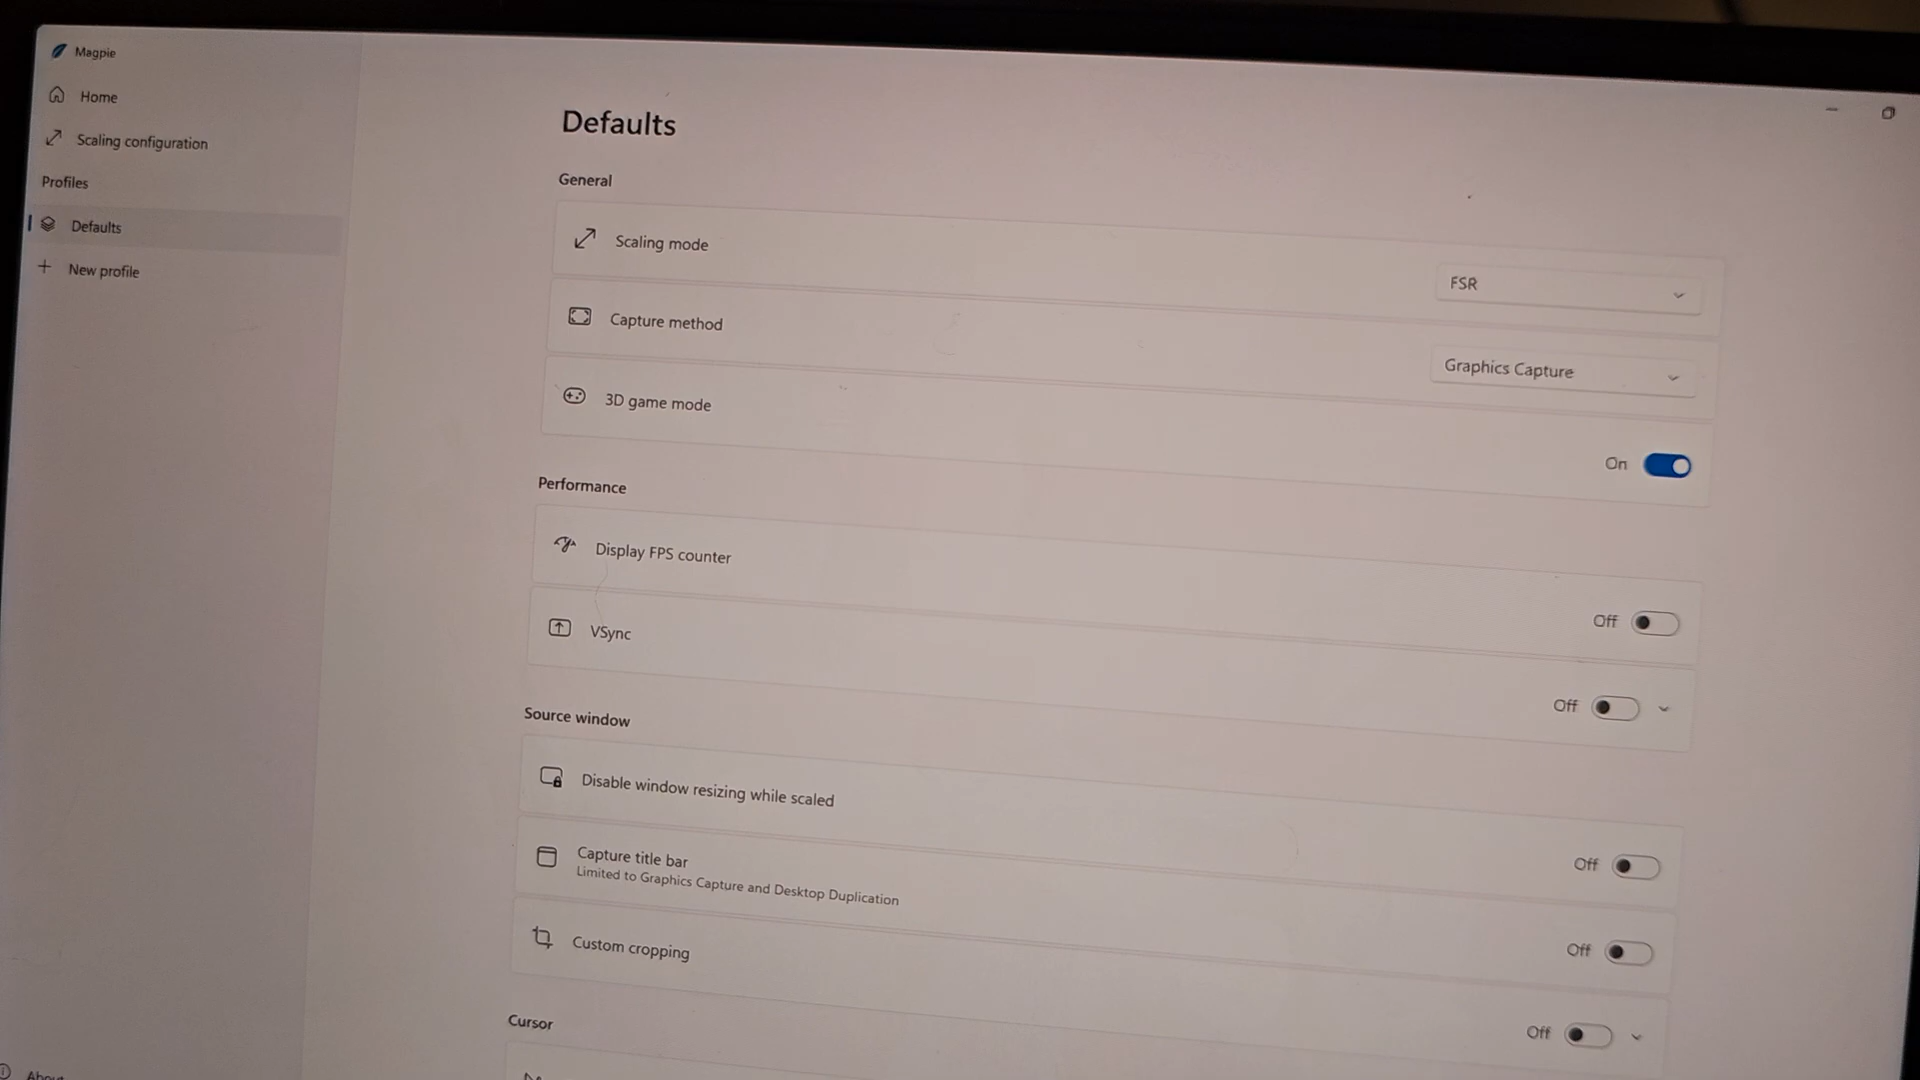 Magpie
Home
Scaling configuration
Profiles
Defaults
New profile
Defaults
General
Scaling mode
FSR
Capture method
Graphics Capture
3D game mode
On
Performance
Display FPS counter
Off
VSync
Off
Source window
Disable window resizing while scaled
Off
Capture title bar
Limited to Graphics Capture and Desktop Duplication
Off
Custom cropping
Off
Cursor
About